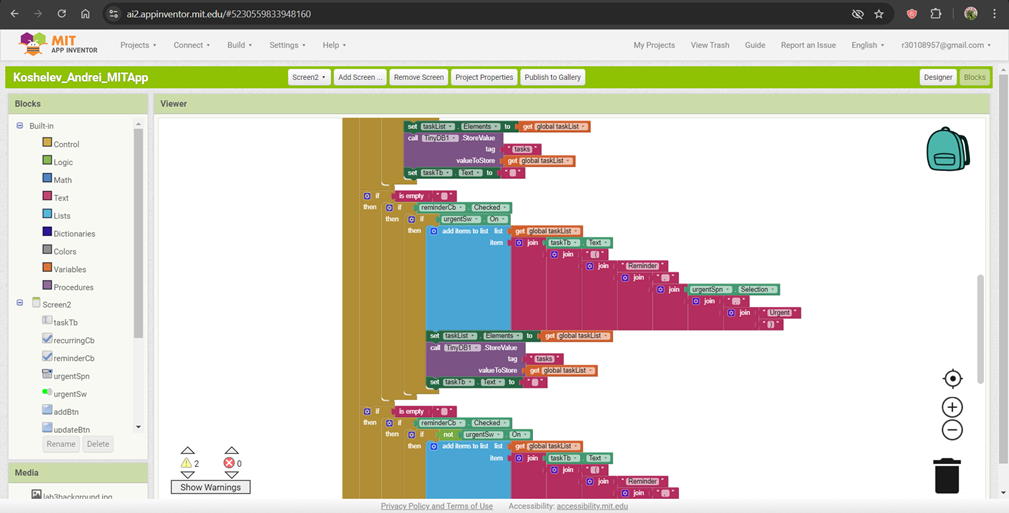 ai2.appinventor.mit.edu/#5230559833948160
MIT
APP INVENTOR
Projects
Connect
Build
Settings
Help
My Projects
View Trash
Guide
Report an Issue
English
r30108957@gmail.com
Koshelev_Andrei_MITApp
Screen2
Add Screen ...
Remove Screen
Project Properties
Publish to Gallery
Designer
Blocks
Blocks
Viewer
Built-in
Control
Logic
Math
Text
Lists
Dictionaries
Colors
Variables
Procedures
Screen2
taskTb
recurringCb
reminderCb
urgentSpn
urgentSw
addBtn
updateBtn
Rename
Delete
Media
lab3background.jpg
set taskList . Elements to get global taskList
call TinyDB1 .StoreValue
tag " tasks "
valueToStore get global taskList
set taskTb . Text to " "
if is empty " "
then if reminderCb . Checked
then if urgentSw . On
then add items to list list get global taskList
item join taskTb . Text
join " ( "
join " Reminder "
join " , "
join urgentSpn . Selection
join " , "
join " Urgent "
" ) "
set taskList . Elements to get global taskList
call TinyDB1 .StoreValue
tag " tasks "
valueToStore get global taskList
set taskTb . Text to " "
if is empty " "
then if reminderCb . Checked
then if not urgentSw . On
then add items to list list get global taskList
item join taskTb . Text
join " ( "
join " Reminder "
join " , "
2
0
Show Warnings
Privacy Policy and Terms of Use
Accessibility: accessibility.mit.edu